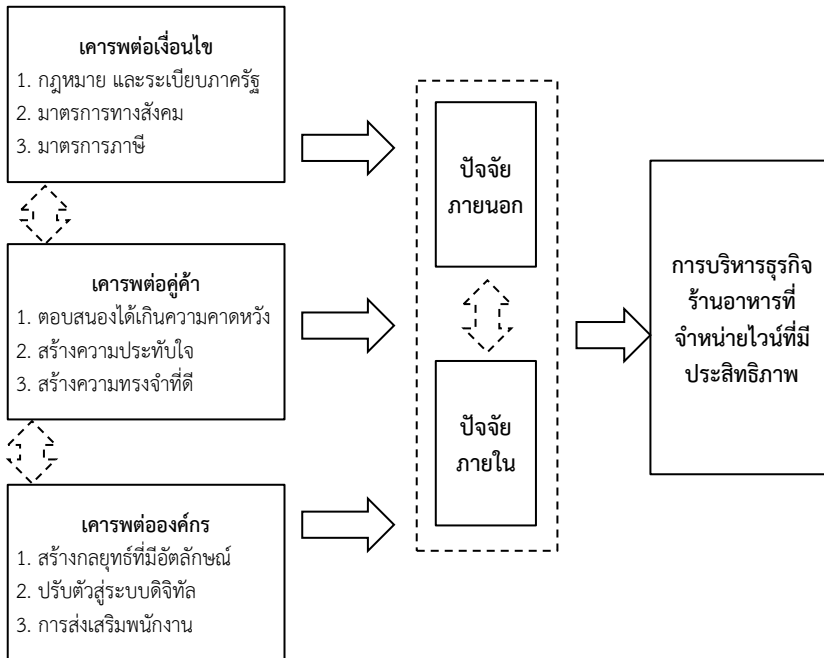 เคารพต่อเงื่อนไข
1. กฎหมาย และระเบียบภาครัฐ
2. มาตรการทางสังคม
3. มาตรการภาษี
เคารพต่อคู่ค้า
1. ตอบสนองได้เกินความคาดหวัง
2. สร้างความประทับใจ
3. สร้างความทรงจำที่ดี
เคารพต่อองค์กร
1. สร้างกลยุทธ์ที่มีอัตลักษณ์
2. ปรับตัวสู่ระบบดิจิทัล
3. การส่งเสริมพนักงาน
ปัจจัย
ภายนอก
ปัจจัย
ภายใน
การบริหารธุรกิจ
ร้านอาหารที่
จำหน่ายไวน์ที่มี
ประสิทธิภาพ